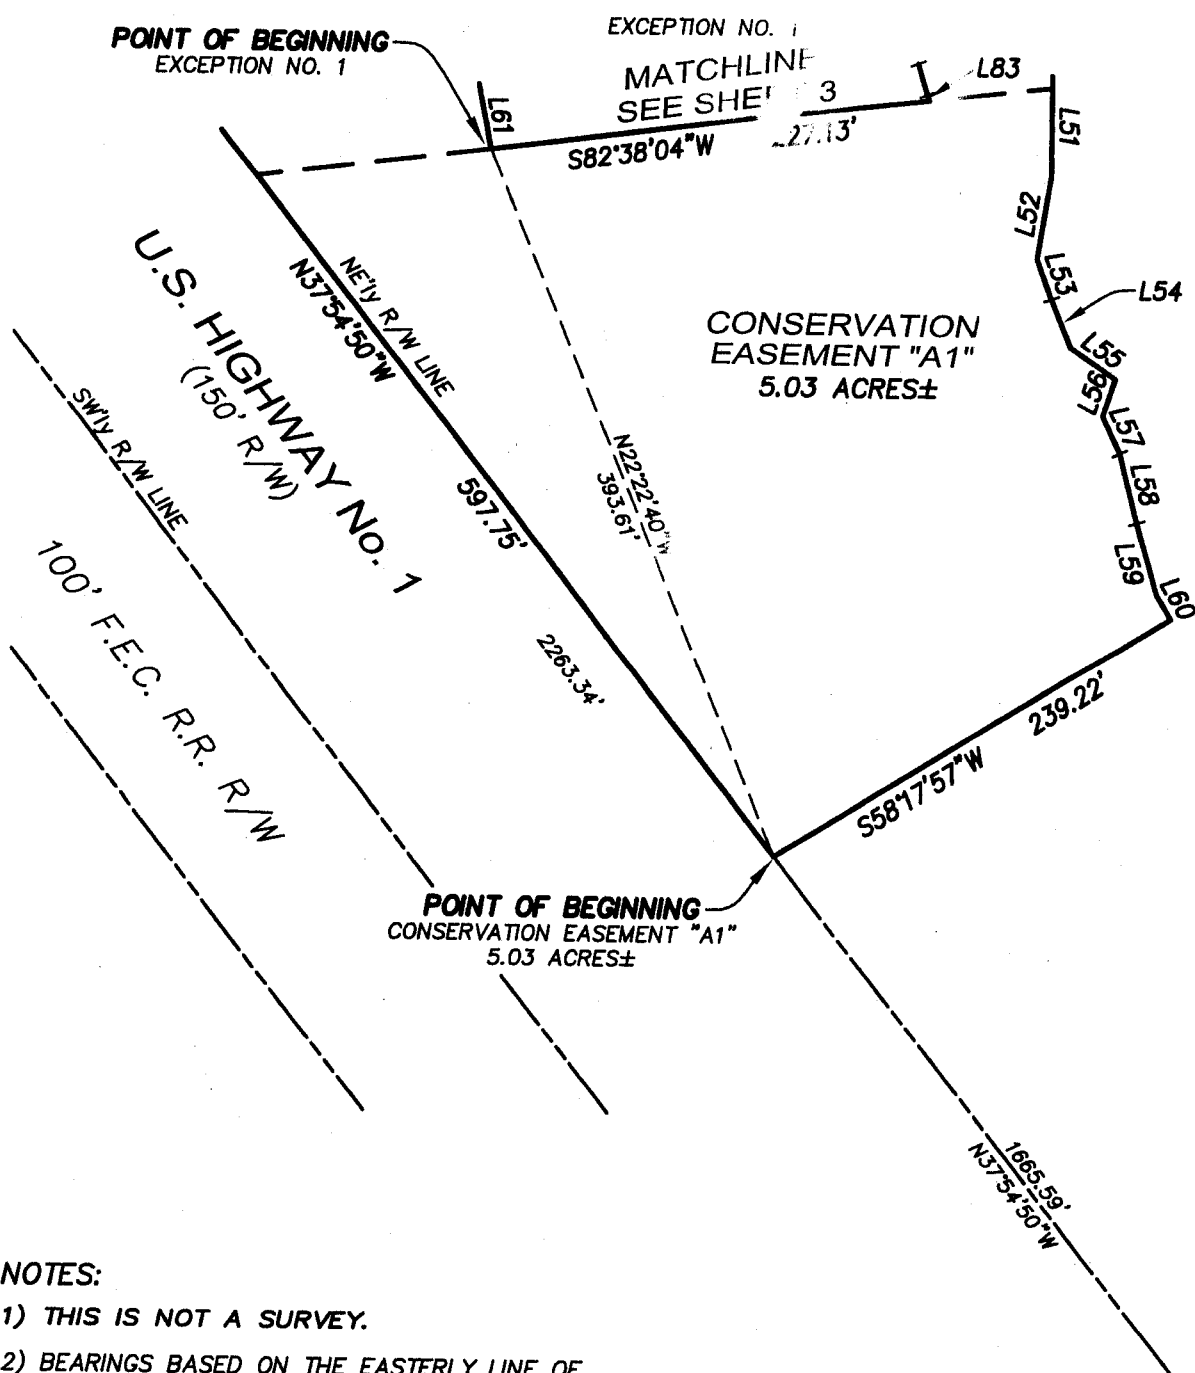 EXCEPTION NO. 1
POINT OF BEGINNING
EXCEPTION NO. 1
MATCHLINE
SEE 3
L83
L61
L51
S82°38'04"W
L52
U.S. HIGHWAY No. 1
(150' R/W)
NE'ly R/W LINE
N37°54'50"W
597.75'
2263.34'
L53
L54
CONSERVATION
EASEMENT "A1"
5.03 ACRES±
L55
L56
L57
L58
L59
L60
SW'ly R/W LINE
N22°22'40"W
393.61'
100' F.E.C. R.R. R/W
239.22'
S58°17'57"W
POINT OF BEGINNING
CONSERVATION EASEMENT "A1"
5.03 ACRES±
1665.59'
N37°54'50"W
NOTES:
1) THIS IS NOT A SURVEY.
2) BEARINGS BASED ON THE EASTERLY LINE OF